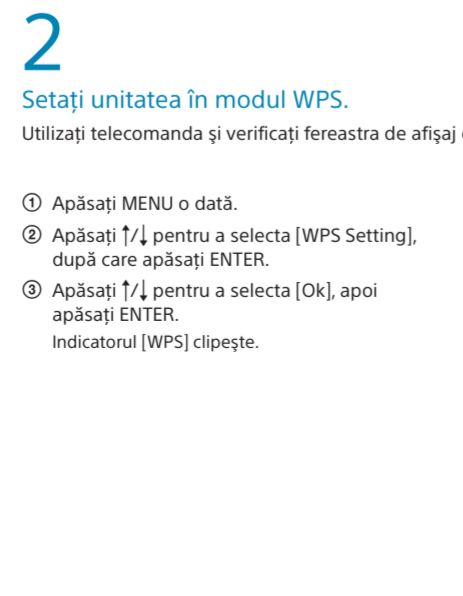 2
Setați unitatea în modul WPS.
Utilizați telecomanda şi verificați fereastra de afişaj
① Apăsați MENU o dată.
② Apăsați ↑/↓ pentru a selecta [WPS Setting],
după care apăsați ENTER.
③ Apăsați ↑/↓ pentru a selecta [Ok], apoi
apăsați ENTER.
Indicatorul [WPS] clipeşte.